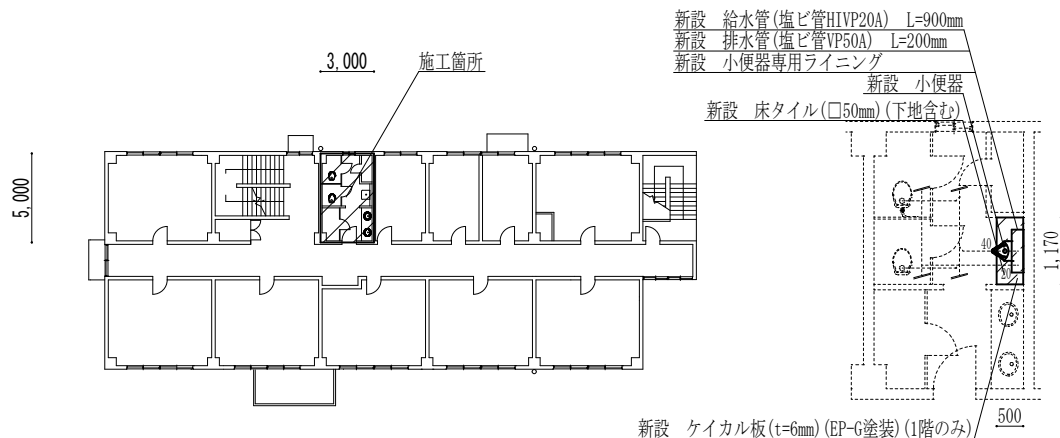 新設　給水管(塩ビ管HIVP20A)　L=900mm
新設　排水管(塩ビ管VP50A)　L=200mm
新設　小便器専用ライニング
新設　小便器
新設　床タイル(□50mm)(下地含む)
3,000
施工箇所
5,000
40
20
1,170
500
新設　ケイカル板(t=6mm)(EP-G塗装)(1階のみ)